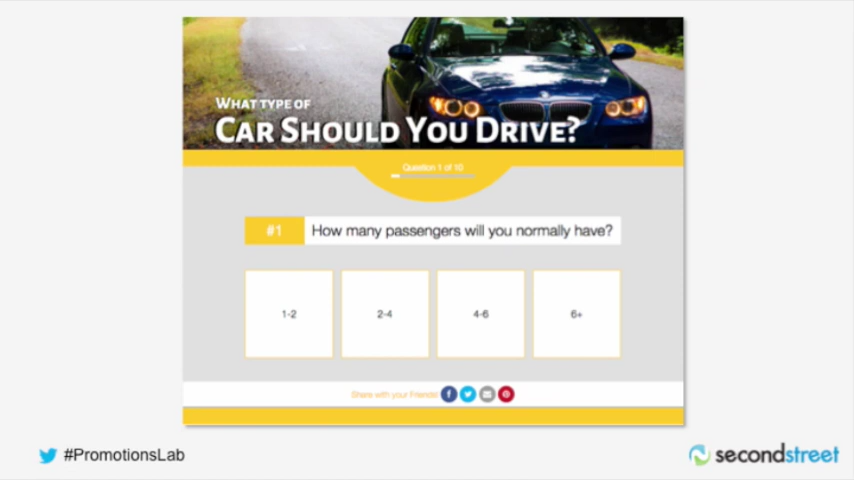 WHAT TYPE OF
CAR SHOULD YOU DRIVE?
Question 1 of 10
#1 How many passengers will you normally have?
1-2 2-4 4-6 6+
Share with your Friends!
#PromotionsLab
secondstreet